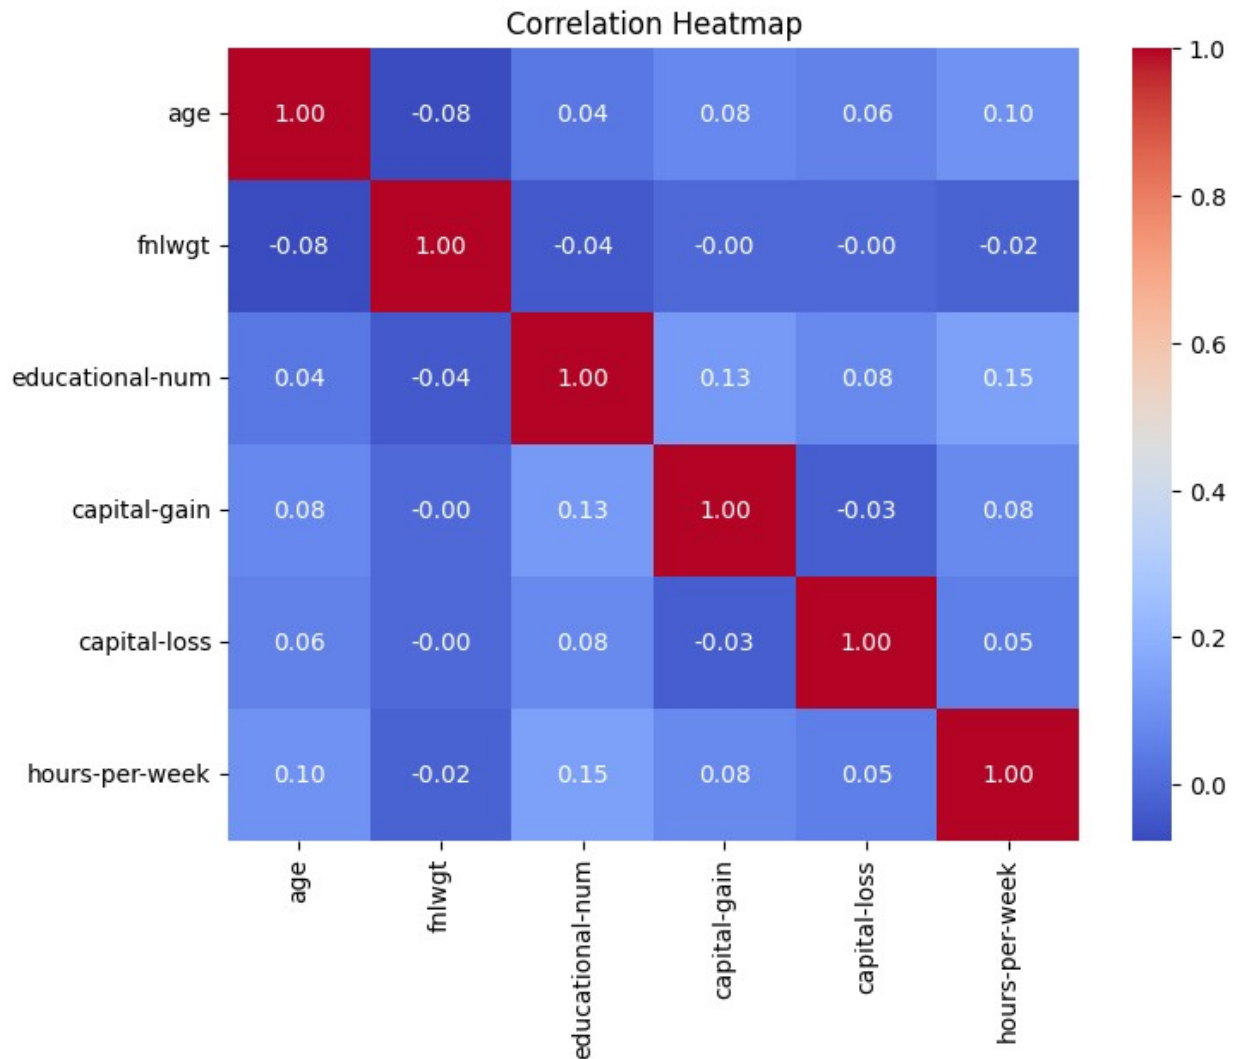 Correlation Heatmap
age 1.00 -0.08 0.04 0.08 0.06 0.10
fnlwgt -0.08 1.00 -0.04 -0.00 -0.00 -0.02
educational-num 0.04 -0.04 1.00 0.13 0.08 0.15
capital-gain 0.08 -0.00 0.13 1.00 -0.03 0.08
capital-loss 0.06 -0.00 0.08 -0.03 1.00 0.05
hours-per-week 0.10 -0.02 0.15 0.08 0.05 1.00
age
fnlwgt
educational-num
capital-gain
capital-loss
hours-per-week
1.0
0.8
0.6
0.4
0.2
0.0